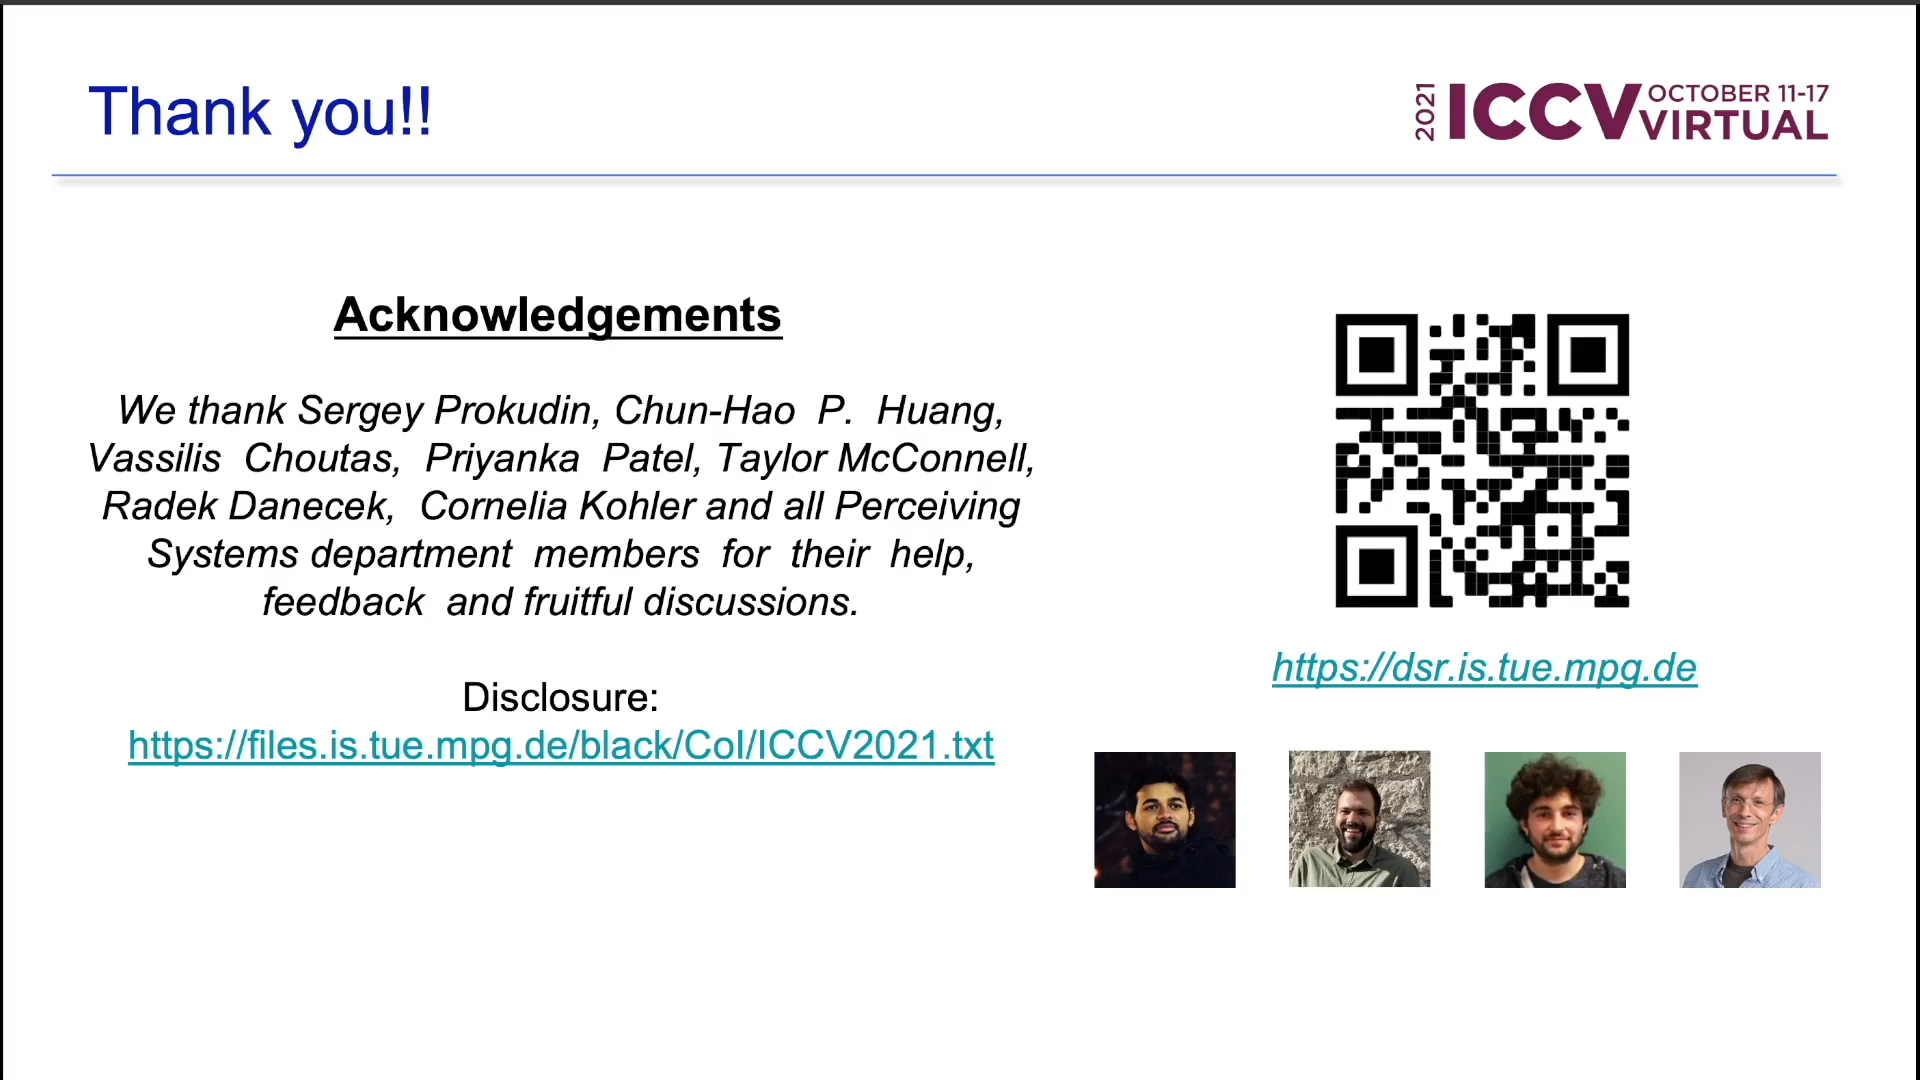 Thank you!!
2021 ICCV OCTOBER 11-17 VIRTUAL
Acknowledgements
We thank Sergey Prokudin, Chun-Hao P. Huang,
Vassilis Choutas, Priyanka Patel, Taylor McConnell,
Radek Danecek, Cornelia Kohler and all Perceiving
Systems department members for their help,
feedback and fruitful discussions.
Disclosure:
https://files.is.tue.mpg.de/black/CoI/ICCV2021.txt
https://dsr.is.tue.mpg.de